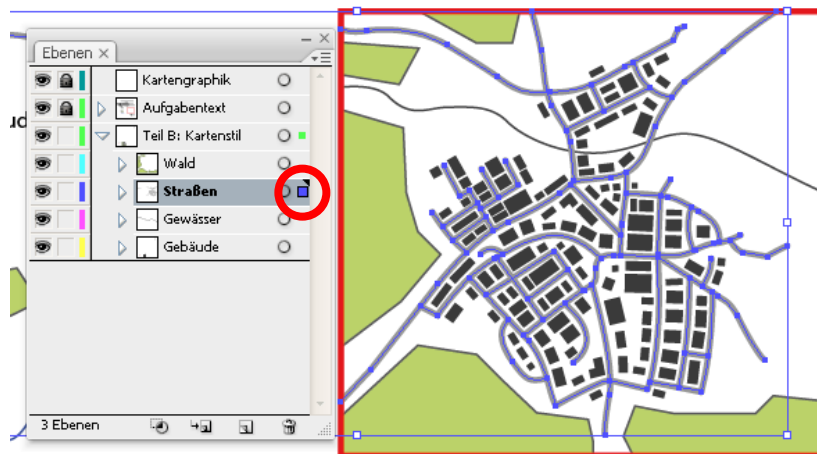 Ebenen
Kartengraphik
Aufgabentext
Teil B: Kartenstil
Wald
Straßen
Gewässer
Gebäude
3 Ebenen